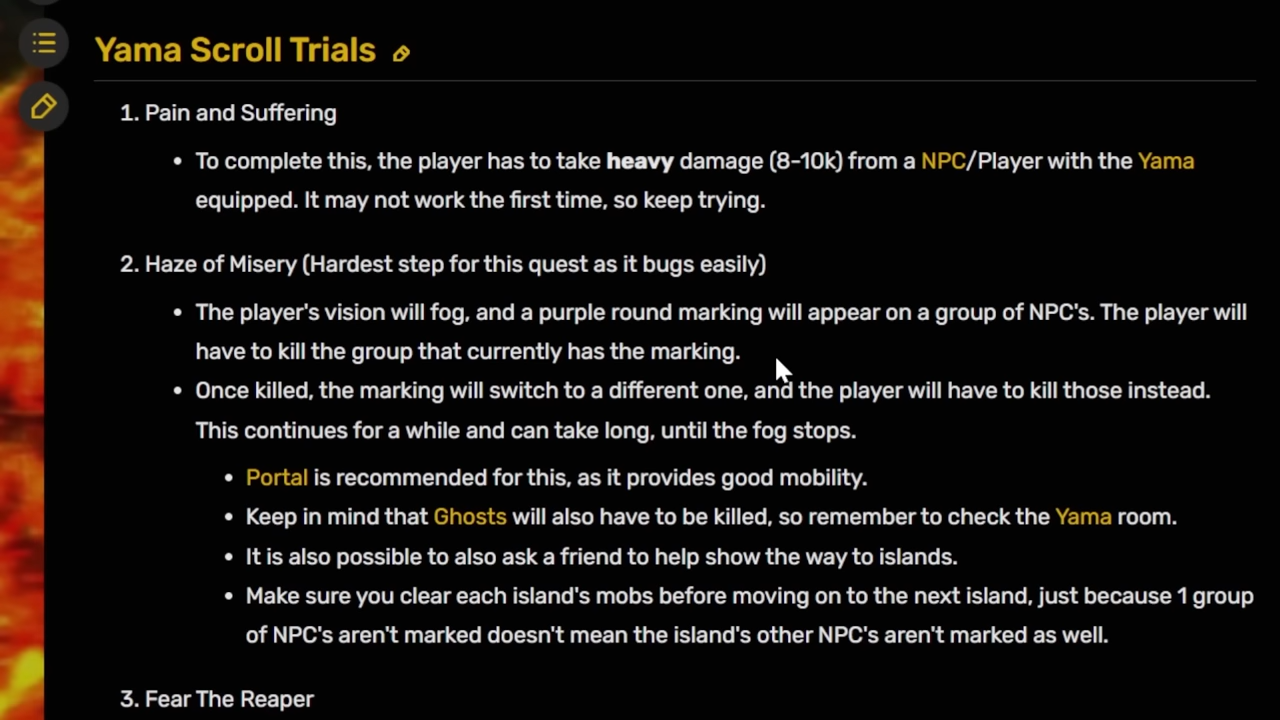 Yama Scroll Trials
1. Pain and Suffering
• To complete this, the player has to take heavy damage (8-10k) from a NPC/Player with the Yama
equipped. It may not work the first time, so keep trying.
2. Haze of Misery (Hardest step for this quest as it bugs easily)
• The player's vision will fog, and a purple round marking will appear on a group of NPC's. The player will
have to kill the group that currently has the marking.
• Once killed, the marking will switch to a different one, and the player will have to kill those instead.
This continues for a while and can take long, until the fog stops.
• Portal is recommended for this, as it provides good mobility.
• Keep in mind that Ghosts will also have to be killed, so remember to check the Yama room.
• It is also possible to also ask a friend to help show the way to islands.
• Make sure you clear each island's mobs before moving on to the next island, just because 1 group
of NPC's aren't marked doesn't mean the island's other NPC's aren't marked as well.
3. Fear The Reaper